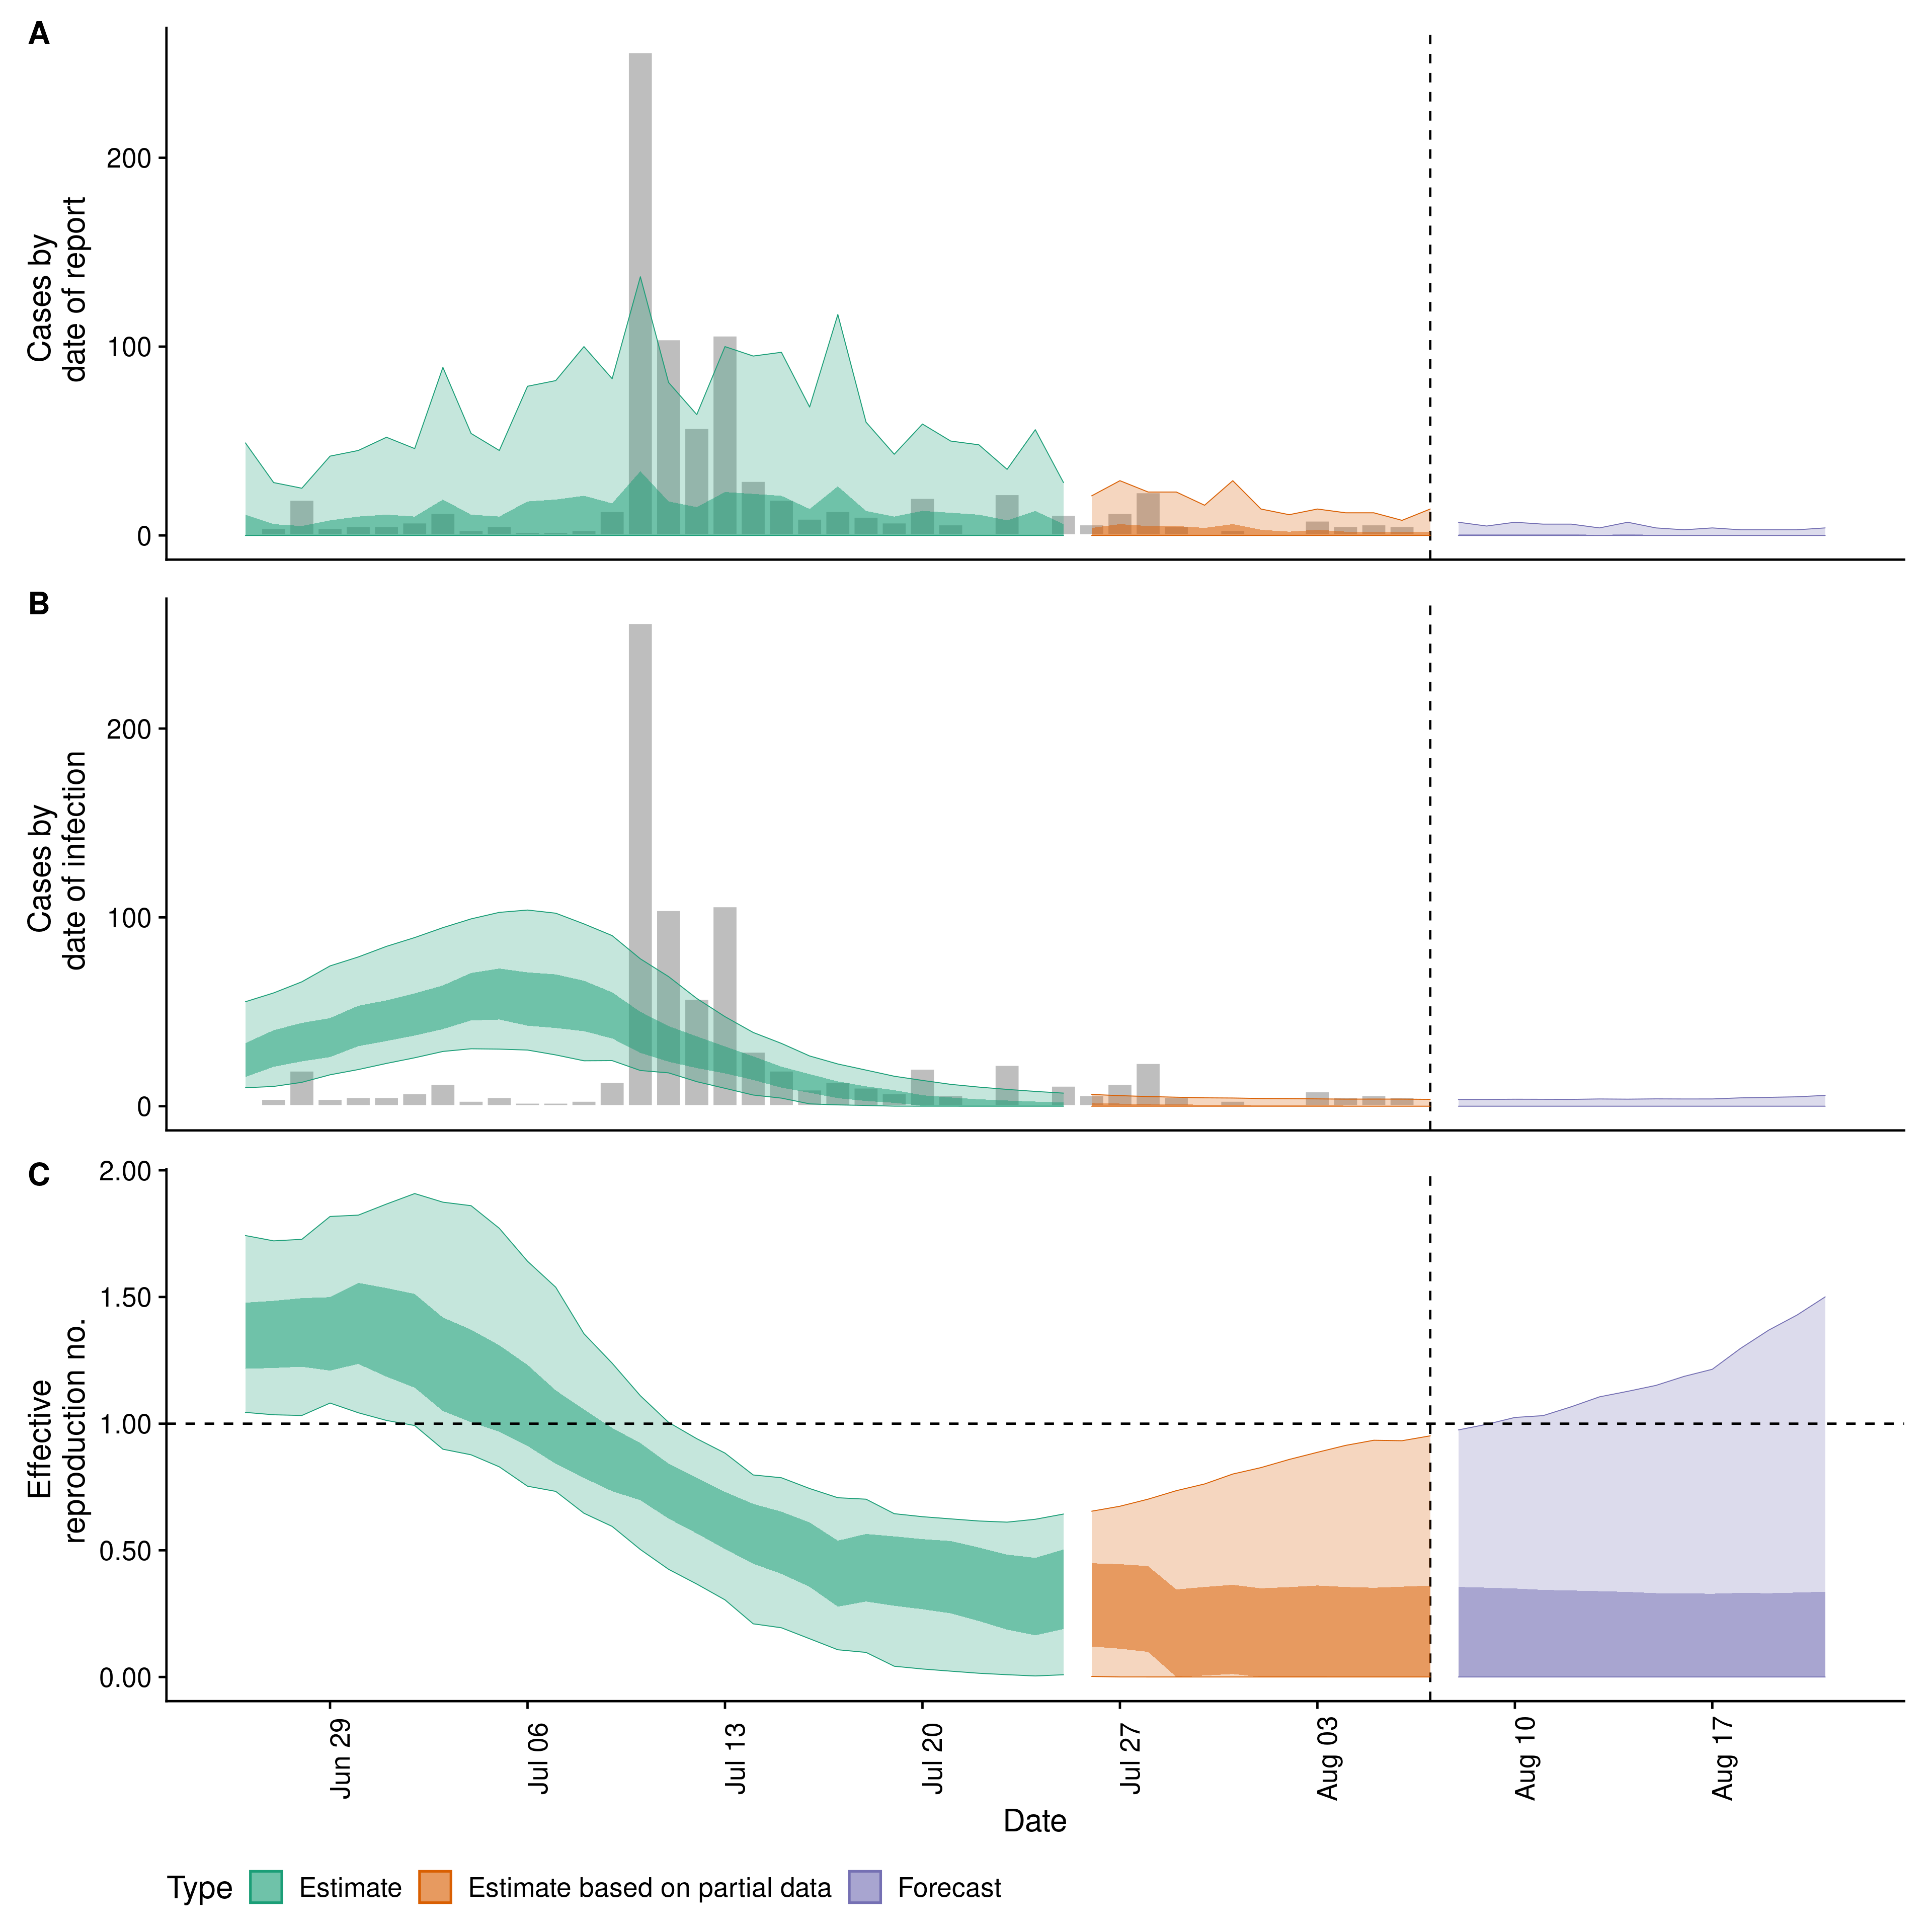 A
Cases by
date of report
200
100
0
B
Cases by
date of infection
200
100
0
C
Effective
reproduction no.
2.00
1.50
1.00
0.50
0.00
Jun 29
Jul 06
Jul 13
Jul 20
Jul 27
Aug 03
Aug 10
Aug 17
Date
Type Estimate Estimate based on partial data Forecast